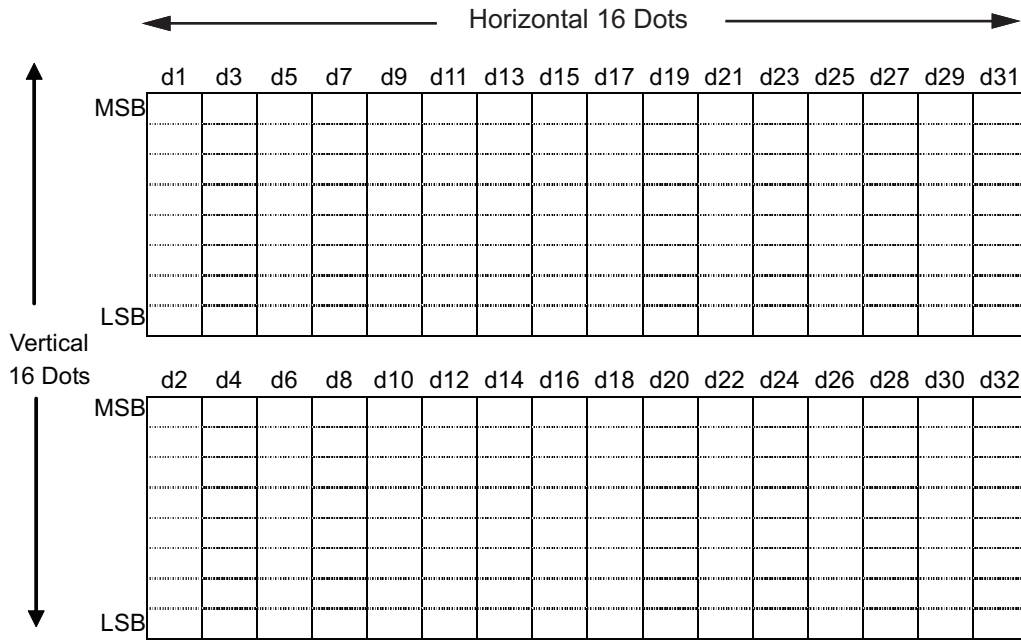 Horizontal 16 Dots
d1 d3 d5 d7 d9 d11 d13 d15 d17 d19 d21 d23 d25 d27 d29 d31
MSB
LSB
Vertical
16 Dots
d2 d4 d6 d8 d10 d12 d14 d16 d18 d20 d22 d24 d26 d28 d30 d32
MSB
LSB